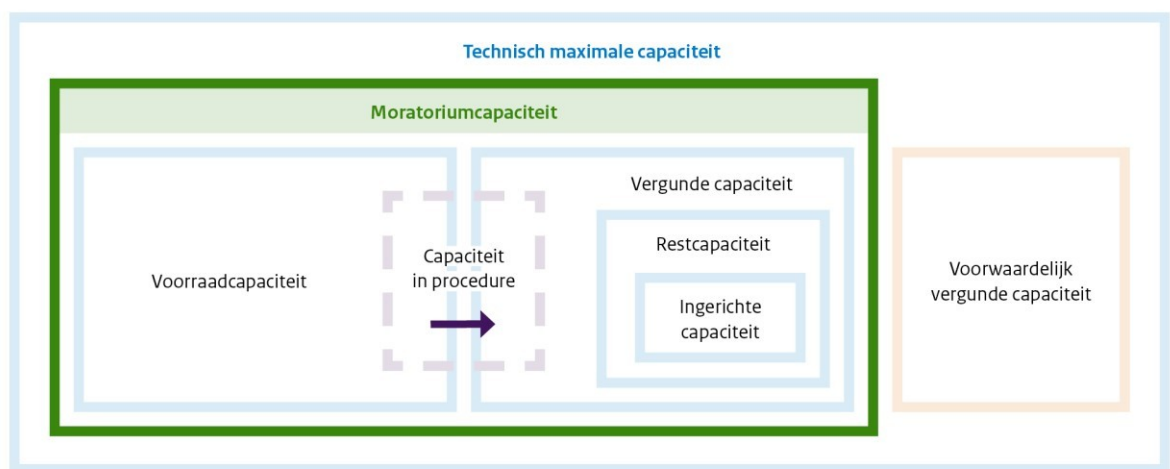 Technisch maximale capaciteit
Moratoriumcapaciteit
Voorraadcapaciteit
Capaciteit
in procedure
Vergunde capaciteit
Restcapaciteit
Ingerichte
capaciteit
Voorwaardelijk
vergunde capaciteit